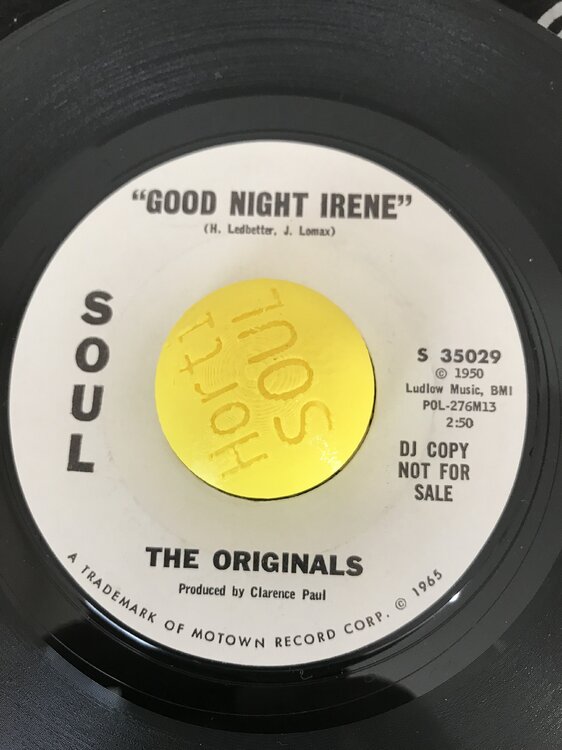 "GOOD NIGHT IRENE"
(H. Ledbetter, J. Lomax)
SOUL
S 35029
© 1950
Ludlow Music, BMI
POL-276M13
2:50
DJ COPY
NOT FOR
SALE
Horti
SOUL
THE ORIGINALS
Produced by Clarence Paul
A TRADEMARK OF MOTOWN RECORD CORP. © 1965